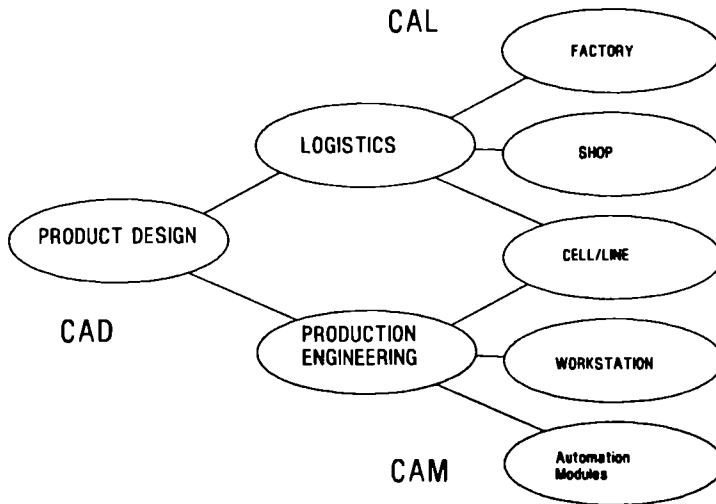 CAL
FACTORY
LOGISTICS
SHOP
PRODUCT DESIGN
CELL/LINE
CAD
PRODUCTION
ENGINEERING
WORKSTATION
CAM
Automation
Modules